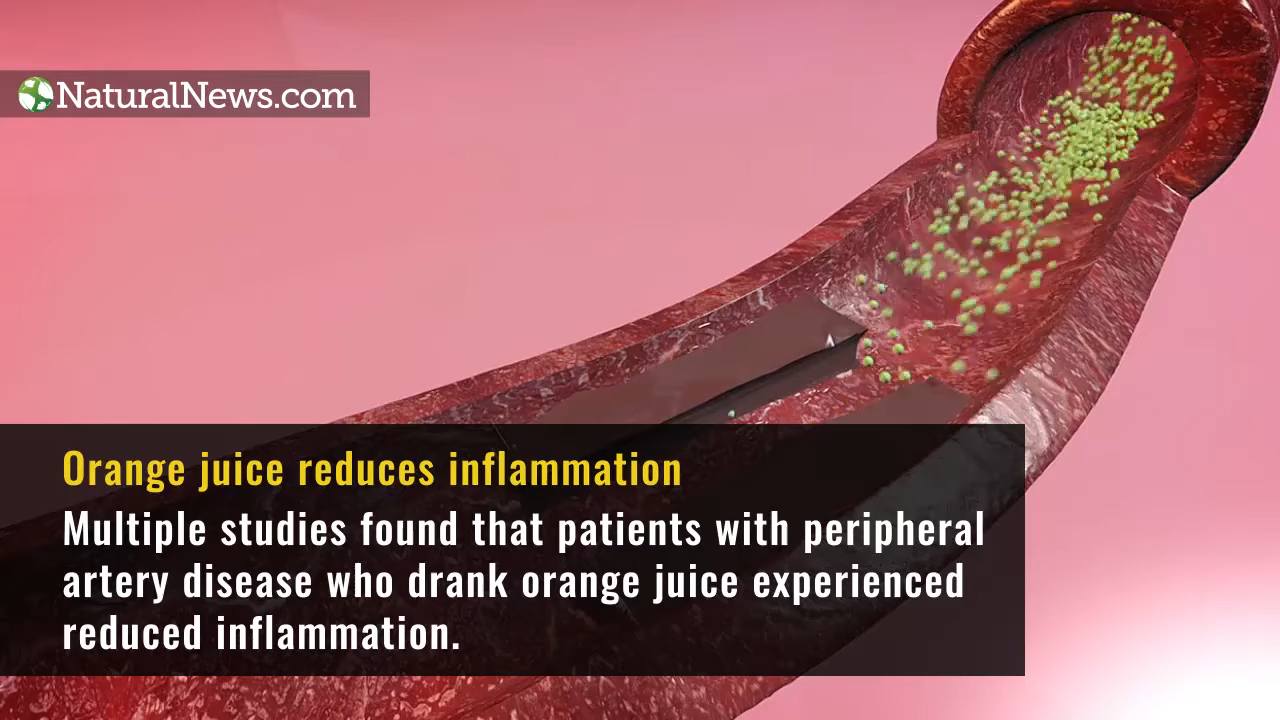 NaturalNews.com
Orange juice reduces inflammation
Multiple studies found that patients with peripheral
artery disease who drank orange juice experienced
reduced inflammation.